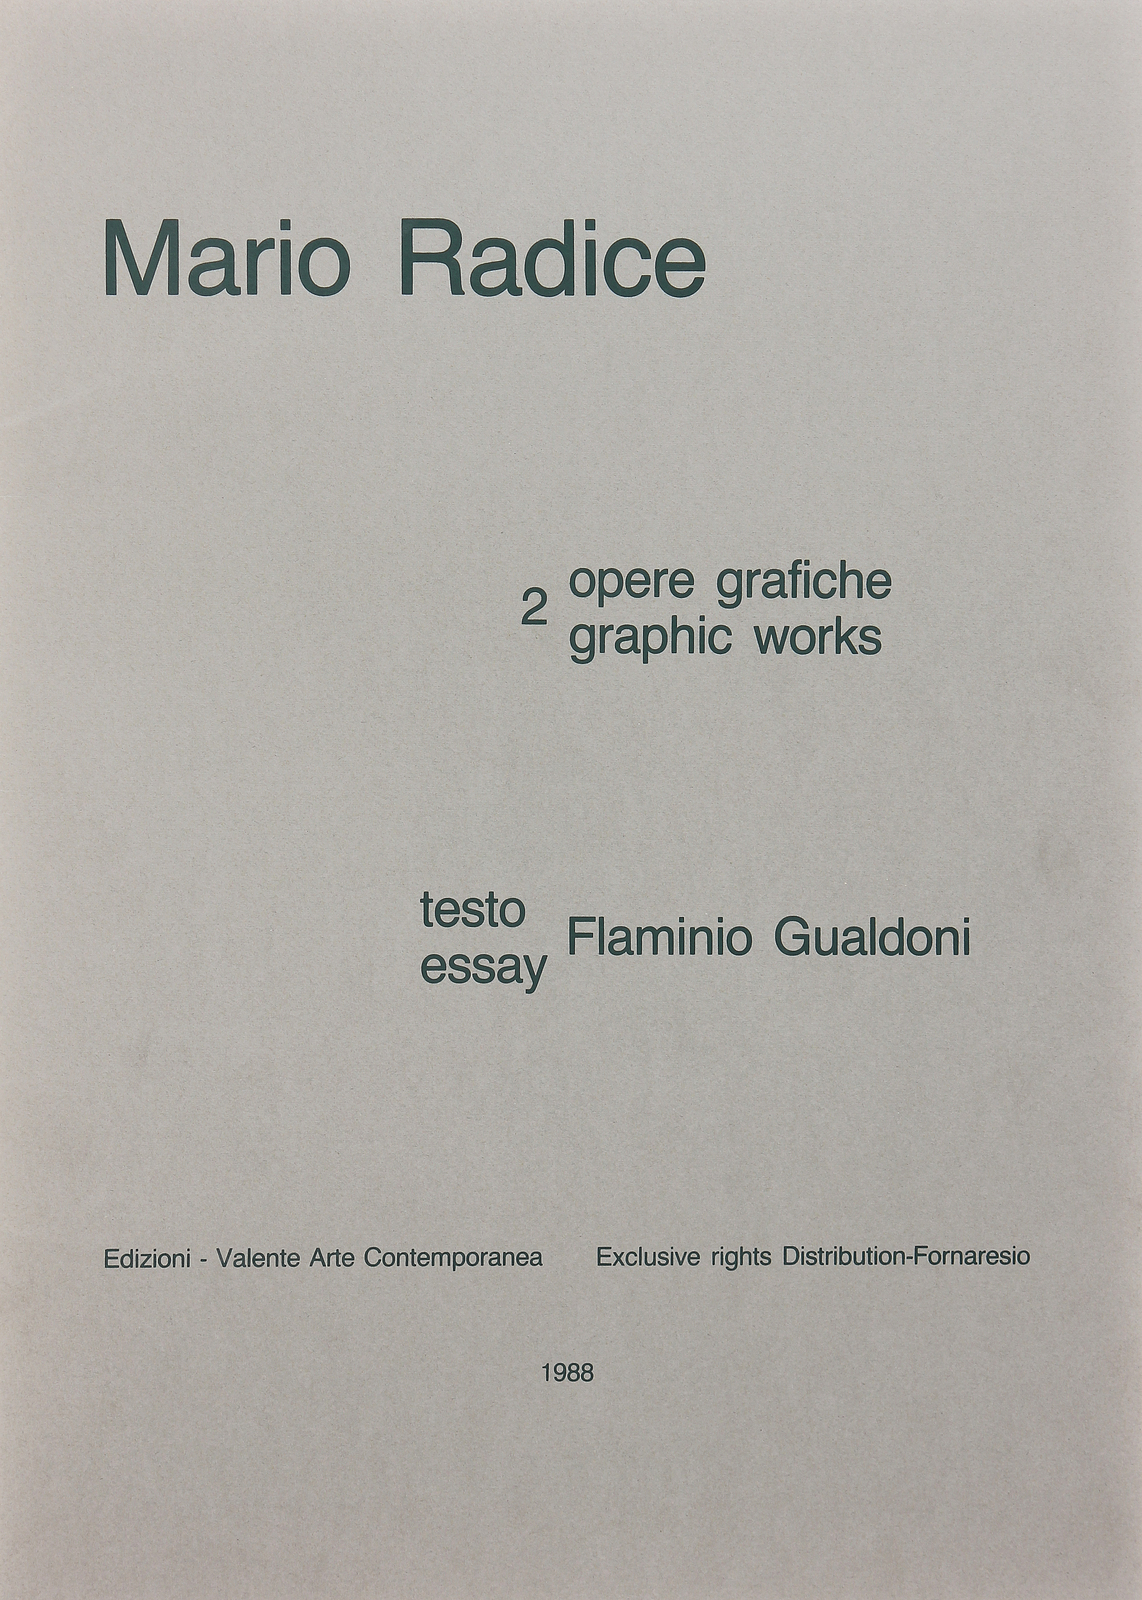 Mario Radice
2 opere grafiche
graphic works
testo
essay Flaminio Gualdoni
Edizioni - Valente Arte Contemporanea Exclusive rights Distribution-Fornaresio
1988